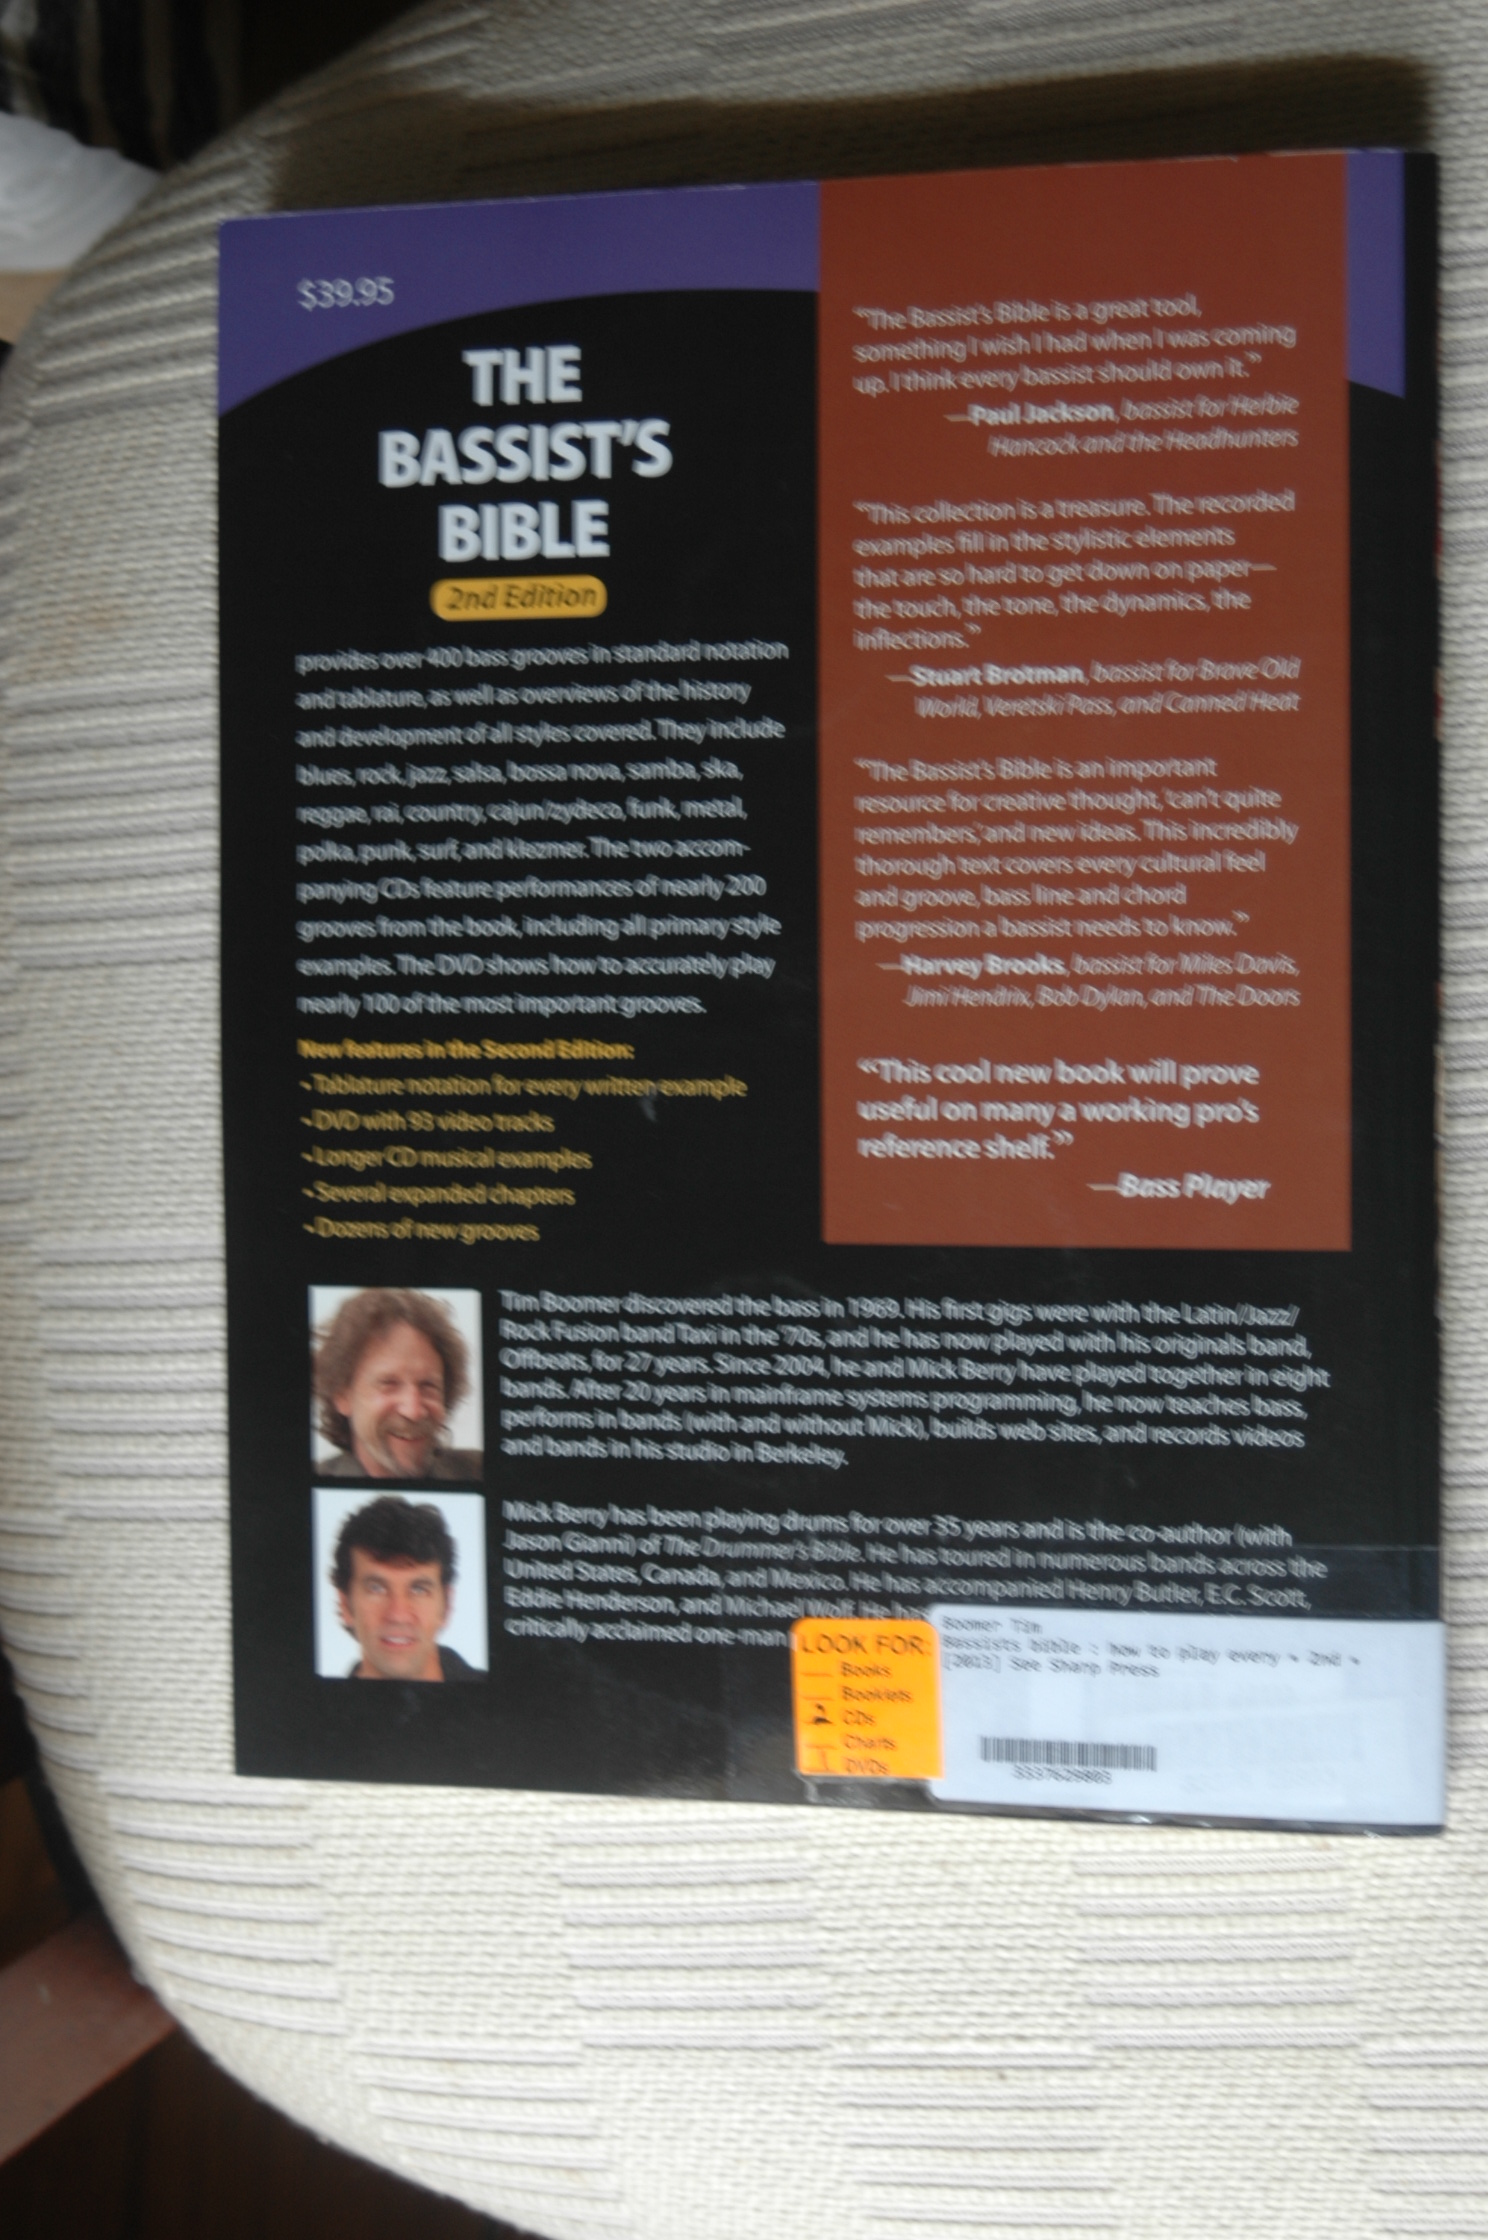 $39.95
THE
BASSIST'S
BIBLE
2nd Edition
provides over 400 bass grooves in standard notation
and tablature, as well as overviews of the history
and development of all styles covered. They include
blues, rock, jazz, salsa, bossa nova, samba, ska,
reggae, rai, country, cajun/zydeco, funk, metal,
polka, punk, surf, and klezmer. The two accom-
panying CDs feature performances of nearly 200
grooves from the book, including all primary style
examples. The DVD shows how to accurately play
nearly 100 of the most important grooves.
New features in the Second Edition:
• Tablature notation for every written example
• DVD with 93 video tracks
• Longer CD musical examples
• Several expanded chapters
• Dozens of new grooves
"The Bassist's Bible is a great tool,
something I wish I had when I was coming
up. I think every bassist should own it."
—Paul Jackson, bassist for Herbie
Hancock and the Headhunters
"This collection is a treasure. The recorded
examples fill in the stylistic elements
that are so hard to get down on paper—
the touch, the tone, the dynamics, the
inflections."
—Stuart Brotman, bassist for Brave Old
World, Veretski Pass, and Canned Heat
"The Bassist's Bible is an important
resource for creative thought, 'can't quite
remembers,' and new ideas. This incredibly
thorough text covers every cultural feel
and groove, bass line and chord
progression a bassist needs to know."
—Harvey Brooks, bassist for Miles Davis,
Jimi Hendrix, Bob Dylan, and The Doors
"This cool new book will prove
useful on many a working pro's
reference shelf."
—Bass Player
Tim Boomer discovered the bass in 1969. His first gigs were with the Latin/Jazz/
Rock Fusion band Taxi in the '70s, and he has now played with his originals band,
Offbeats, for 27 years. Since 2004, he and Mick Berry have played together in eight
bands. After 20 years in mainframe systems programming, he now teaches bass,
performs in bands (with and without Mick), builds web sites, and records videos
and bands in his studio in Berkeley.
Mick Berry has been playing drums for over 35 years and is the co-author (with
Jason Gianni) of The Drummer's Bible. He has toured in numerous bands across the
United States, Canada, and Mexico. He has accompanied Henry Butler, E.C. Scott,
Eddie Henderson, and Michael Wolf. He has
critically acclaimed one-man
LOOK FOR:
Books
Booklets
2 CDs
Charts
1 DVDs
Boomer Tim
Bassists bible : how to play every • 2nd •
[2013] See Sharp Press